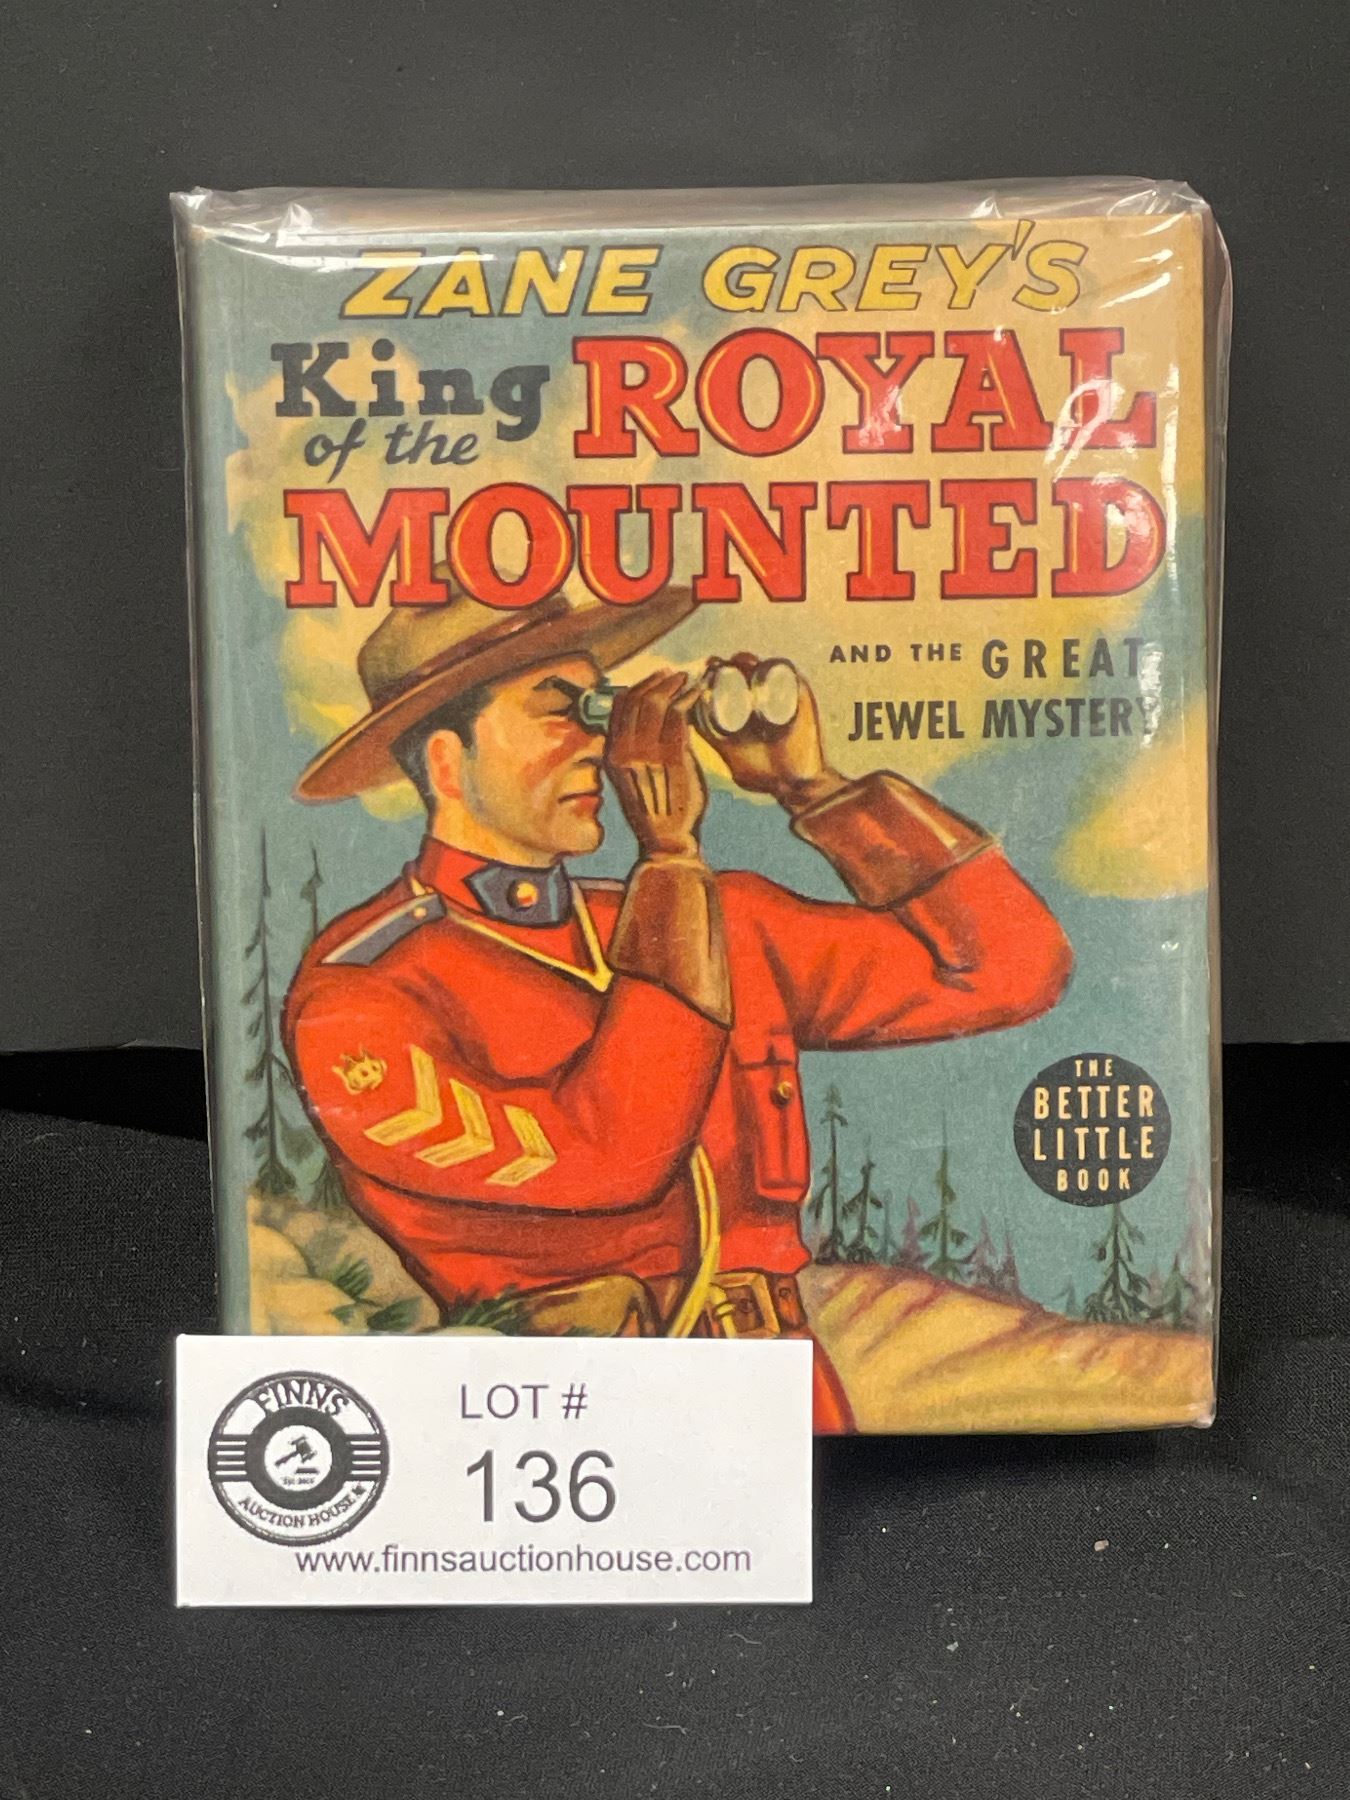 ZANE GREY'S
King of the ROYAL
MOUNTED
AND THE GREAT
JEWEL MYSTERY
THE
BETTER
LITTLE
BOOK
FINNS
AUCTION HOUSE
LOT #
136
www.finnsauctionhouse.com